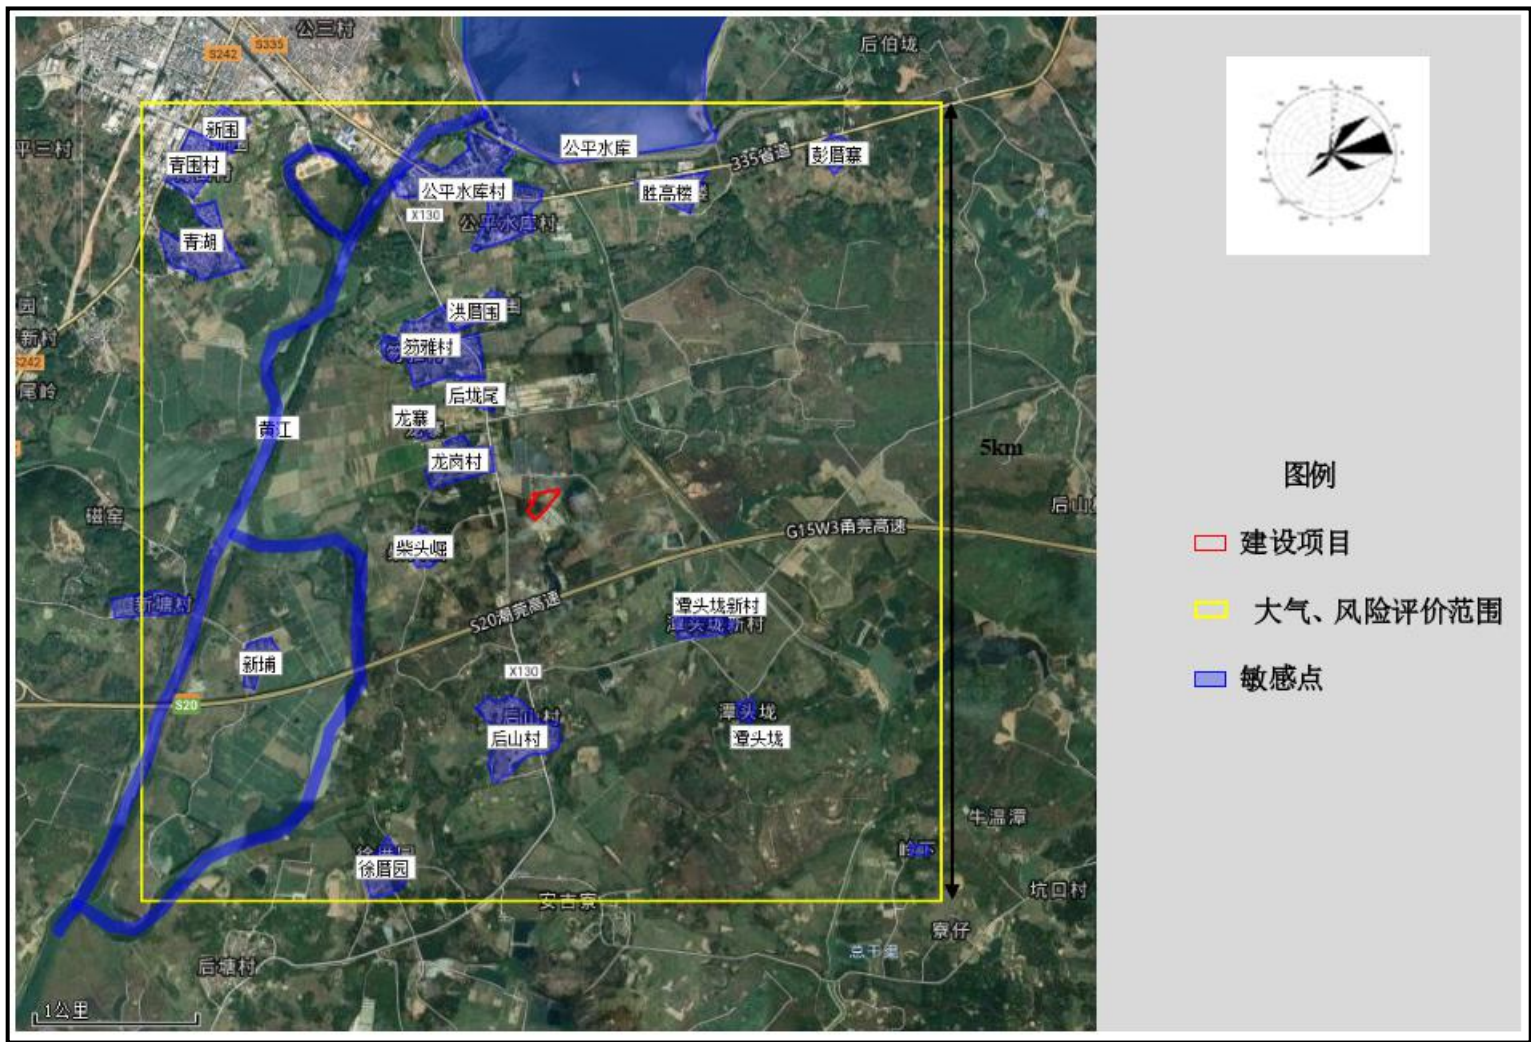 公三村
S335
S242
后伯垅
新围
平三村
青围村
公平水库
335省道
彭厝寨
公平水库村
胜高楼
X130
公平水库村
青湖
洪厝围
园
新村
笏雅村
S242
尾岭
后垅尾
龙寨
黄江
5km
龙岗村
图例
磁窑
后山
G15W3甬莞高速
建设项目
柴头崛
S20潮莞高速
潭头垅新村
大气、风险评价范围
新塘村
潭头垅新村
新埔
X130
敏感点
S20
后山村
潭头垅
后山村
潭头垅
牛温潭
岭下
徐厝园
坑口村
安吉寮
寮仔
总干渠
后塘村
1公里